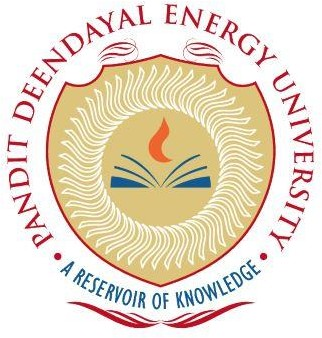 PANDIT DEENDAYAL ENERGY UNIVERSITY
A RESERVOIR OF KNOWLEDGE